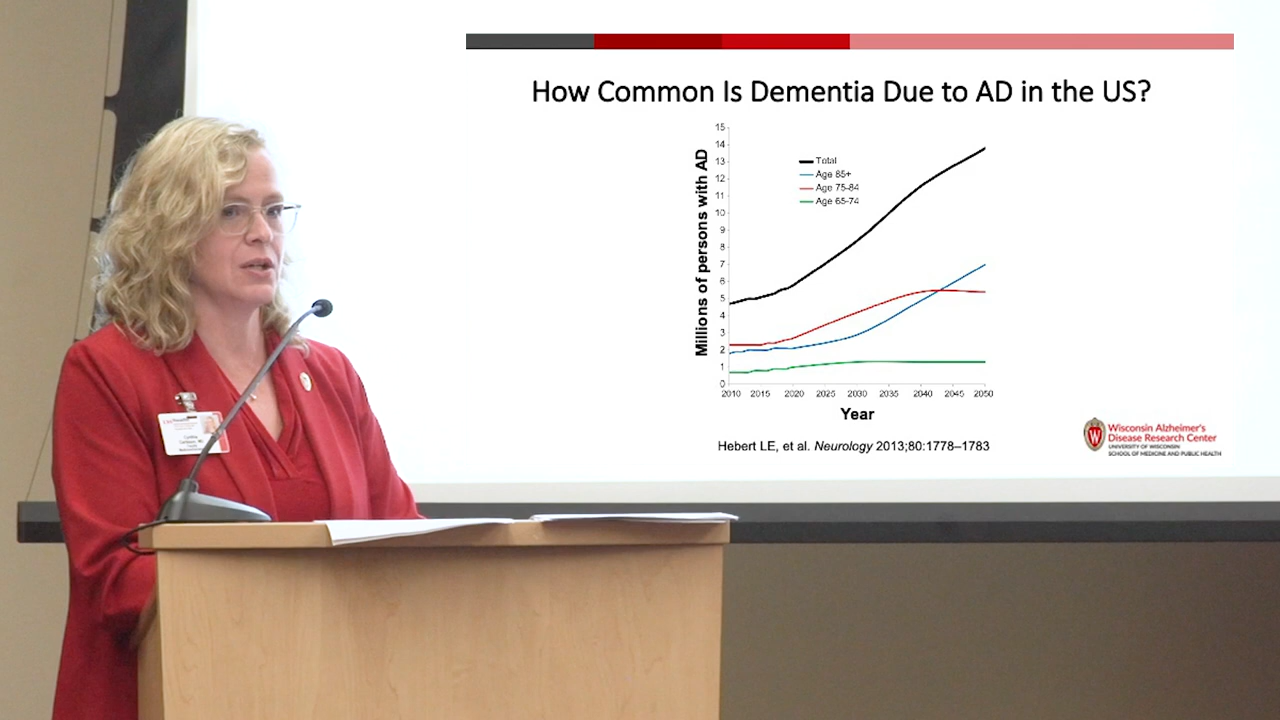 How Common Is Dementia Due to AD in the US?
15
14
13
12
11
10
9
8
7
6
5
4
3
2
1
0
Millions of persons with AD
Total
Age 85+
Age 75-84
Age 65-74
2010 2015 2020 2025 2030 2035 2040 2045 2050
Year
Hebert LE, et al. Neurology 2013;80:1778–1783
Wisconsin Alzheimer's
Disease Research Center
UNIVERSITY OF WISCONSIN
SCHOOL OF MEDICINE AND PUBLIC HEALTH